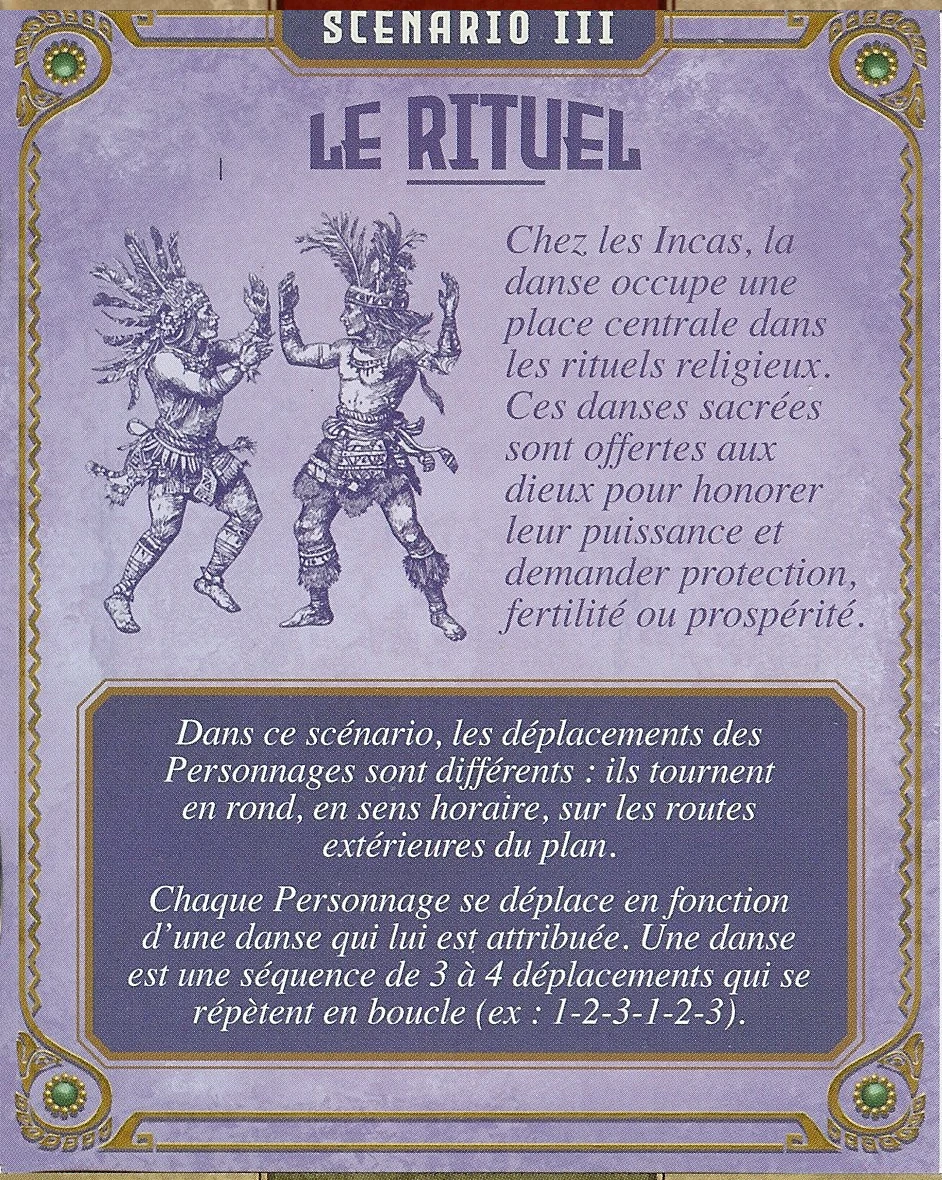 SCENARIO III
LE RITUEL
Chez les Incas, la
danse occupe une
place centrale dans
les rituels religieux.
Ces danses sacrées
sont offertes aux
dieux pour honorer
leur puissance et
demander protection,
fertilité ou prospérité.
Dans ce scénario, les déplacements des
Personnages sont différents : ils tournent
en rond, en sens horaire, sur les routes
extérieures du plan.
Chaque Personnage se déplace en fonction
d'une danse qui lui est attribuée. Une danse
est une séquence de 3 à 4 déplacements qui se
répètent en boucle (ex : 1-2-3-1-2-3).